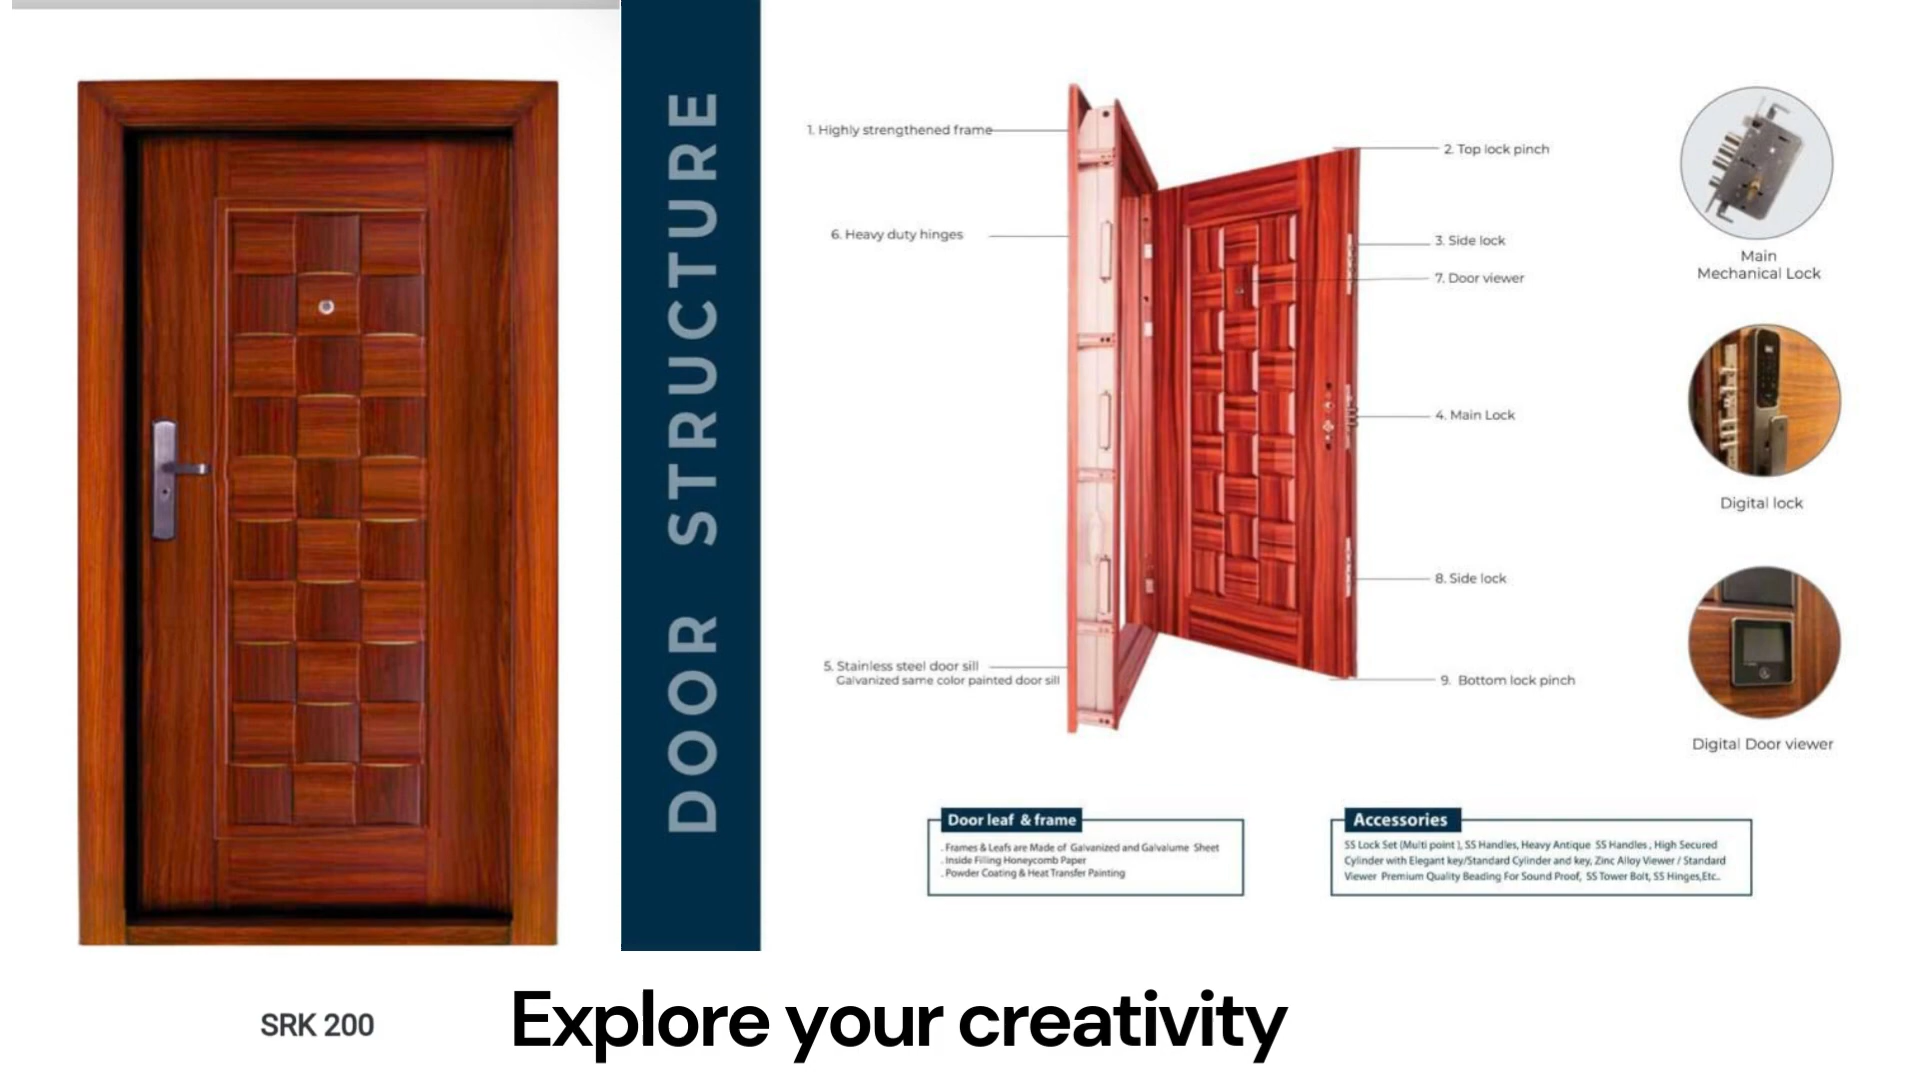 DOOR STRUCTURE
1. Highly strengthened frame
6. Heavy duty hinges
5. Stainless steel door sill
Galvanized same color painted door sill
2. Top lock pinch
3. Side lock
7. Door viewer
4. Main Lock
8. Side lock
9. Bottom lock pinch
Main
Mechanical Lock
Digital lock
Digital Door viewer
Door leaf & frame
. Frames & Leafs are Made of Galvanized and Galvalume Sheet
. Inside Filling Honeycomb Paper
. Powder Coating & Heat Transfer Painting
Accessories
SS Lock Set (Multi point ), SS Handles, Heavy Antique SS Handles , High Secured
Cylinder with Elegant key/Standard Cylinder and key, Zinc Alloy Viewer / Standard
Viewer Premium Quality Beading For Sound Proof, SS Tower Bolt, SS Hinges,Etc..
SRK 200
Explore your creativity